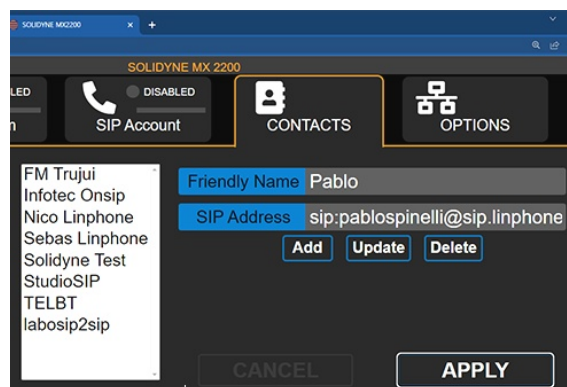 SOLIDYNE MX2200
SOLIDYNE MX 2200
LED
DISABLED
n
SIP Account
CONTACTS
OPTIONS
FM Trujui
Infotec Onsip
Nico Linphone
Sebas Linphone
Solidyne Test
StudioSIP
TELBT
labosip2sip
Friendly Name Pablo
SIP Address sip:pablospinelli@sip.linphone
Add Update Delete
CANCEL APPLY